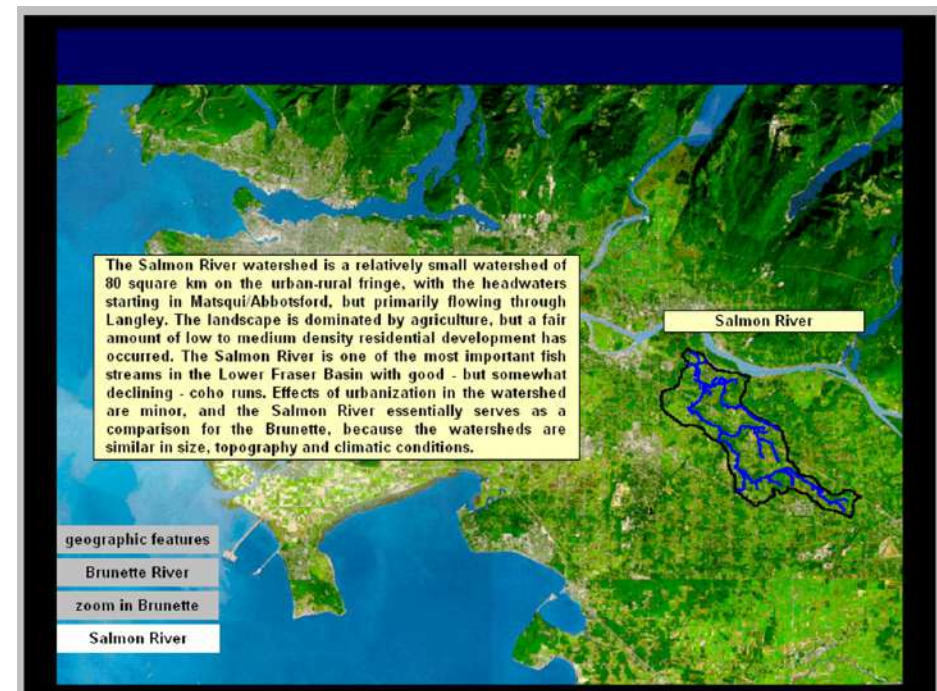 The Salmon River watershed is a relatively small watershed of
80 square km on the urban-rural fringe, with the headwaters
starting in Matsqui/Abbotsford, but primarily flowing through
Langley. The landscape is dominated by agriculture, but a fair
amount of low to medium density residential development has
occurred. The Salmon River is one of the most important fish
streams in the Lower Fraser Basin with good - but somewhat
declining - coho runs. Effects of urbanization in the watershed
are minor, and the Salmon River essentially serves as a
comparison for the Brunette, because the watersheds are
similar in size, topography and climatic conditions.
Salmon River
geographic features
Brunette River
zoom in Brunette
Salmon River